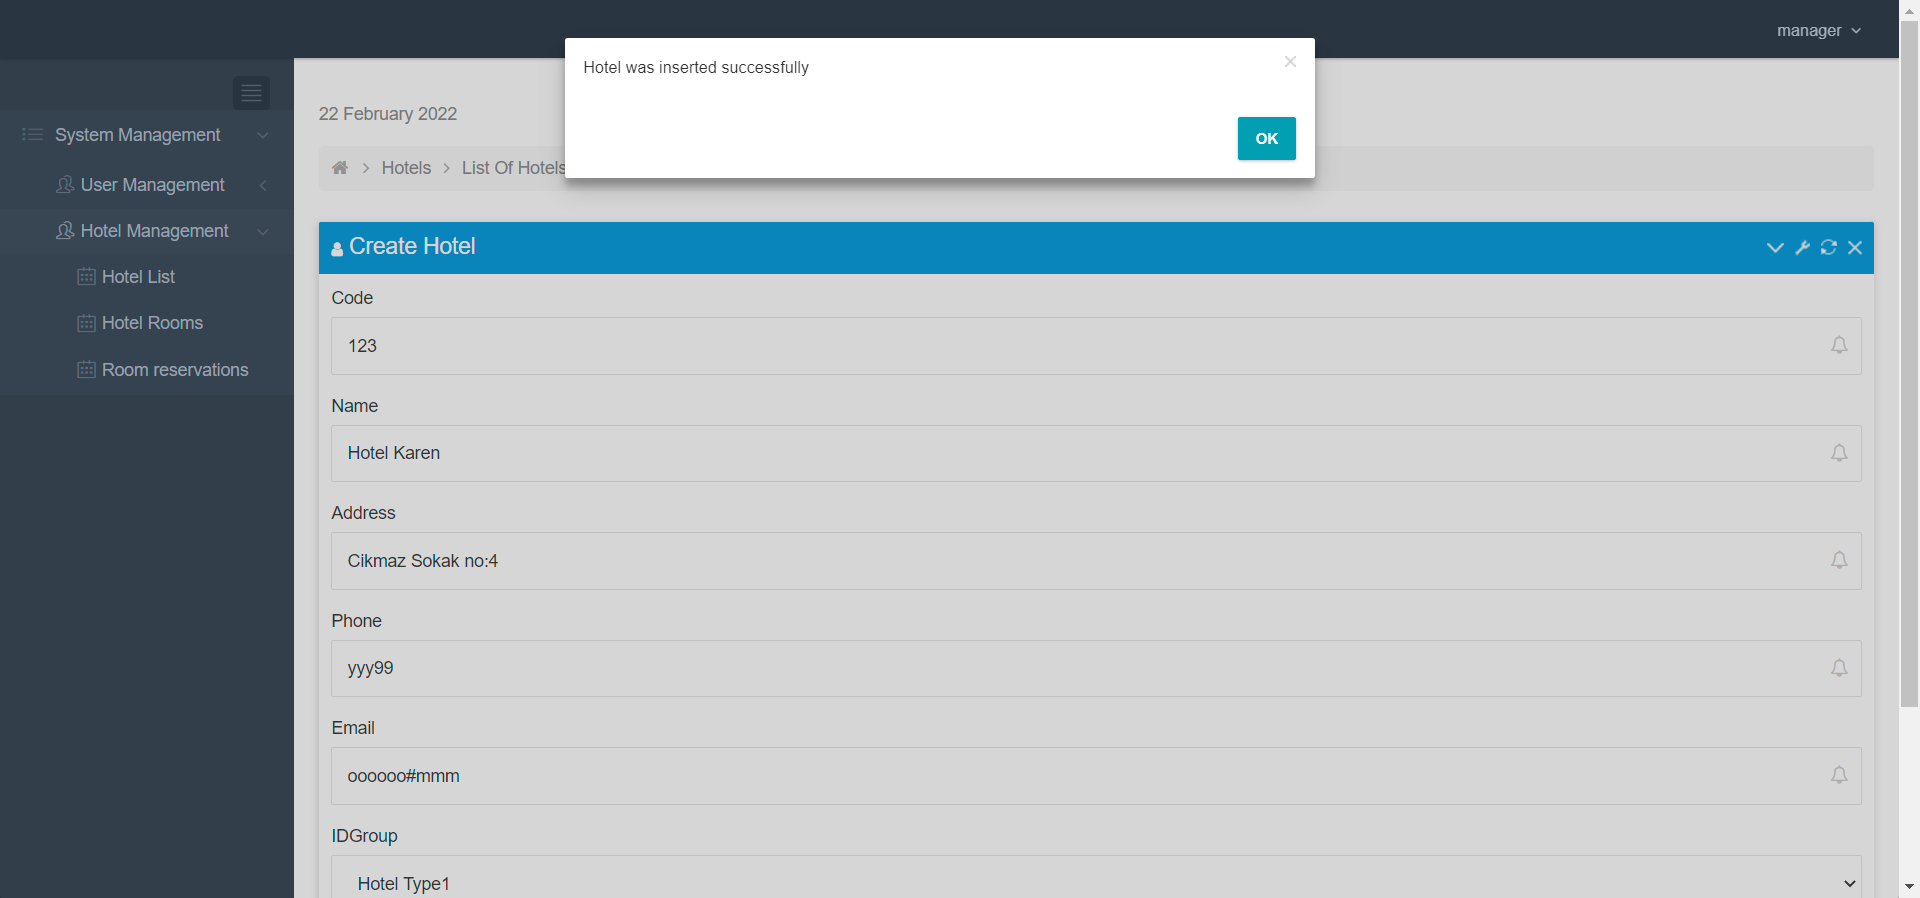 manager
Hotel was inserted successfully
×
OK
22 February 2022
Hotels
List Of Hotels
System Management
User Management
Hotel Management
Hotel List
Hotel Rooms
Room reservations
Create Hotel
Code
123
Name
Hotel Karen
Address
Cikmaz Sokak no:4
Phone
yyy99
Email
oooooo#mmm
IDGroup
Hotel Type1